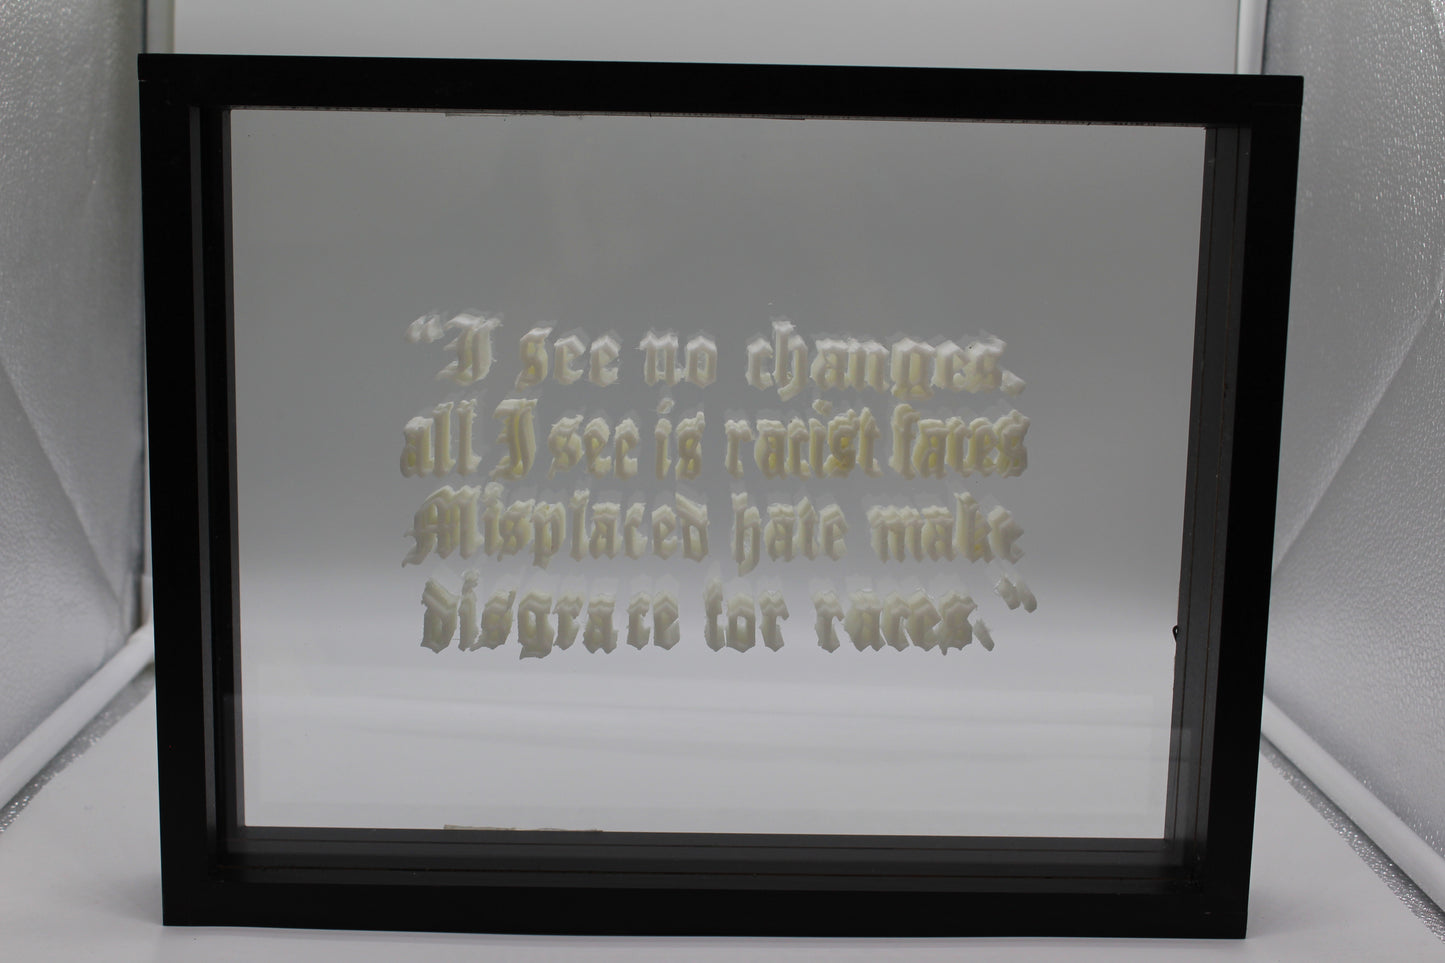 "I see no changes.
all I see is racist faces
Misplaced hate make
disgrace for races."